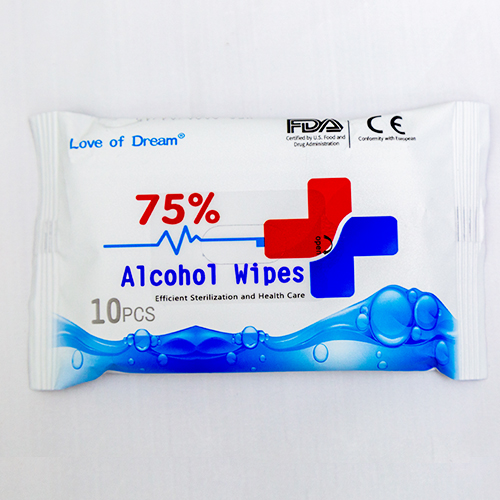 Love of Dream®
FDA
Certified by U.S. Food and
Drug Administration
CE
Conformity with European
75%
open
Alcohol Wipes
Efficient Sterilization and Health Care
10PCS